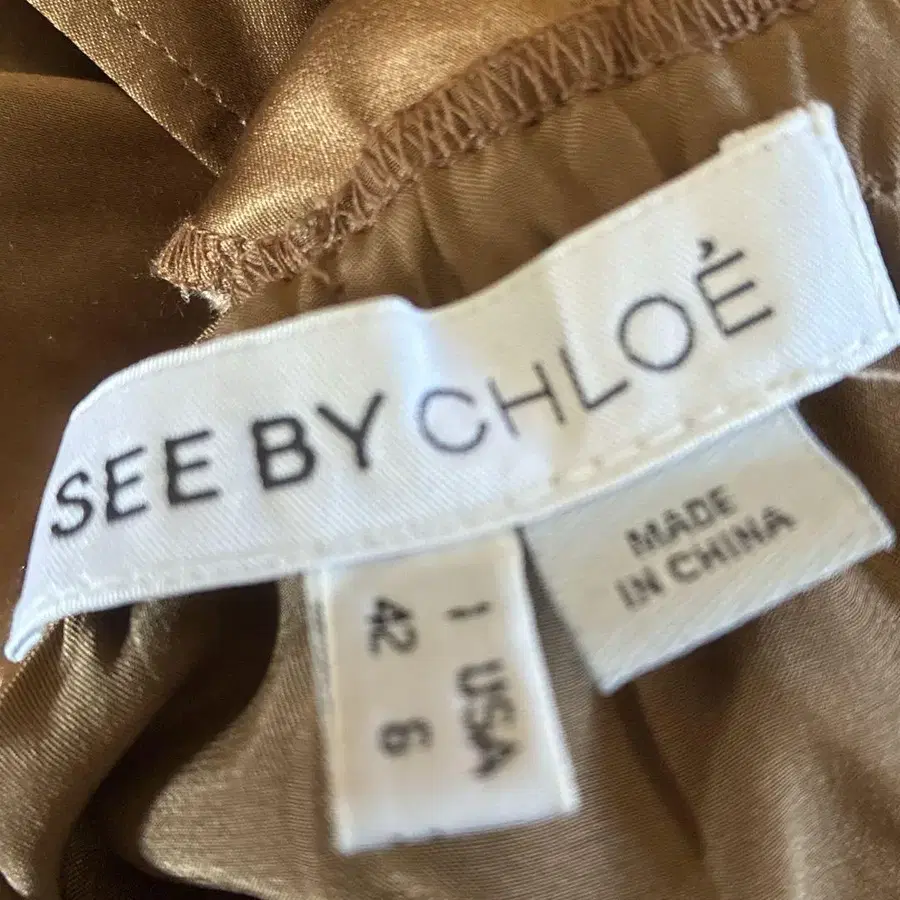 SEE BY CHLOÉ
MADE
IN CHINA
I USA
42 6